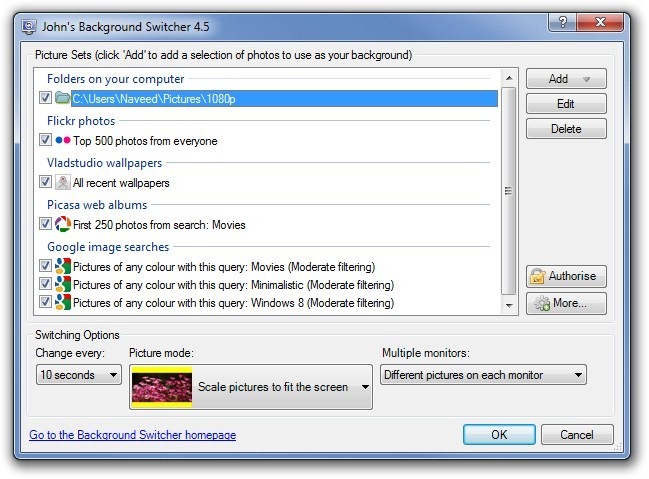 John's Background Switcher 4.5
Picture Sets (click 'Add' to add a selection of photos to use as your background)
Folders on your computer
C:\Users\Naveed\Pictures\1080p
Flickr photos
Top 500 photos from everyone
Vladstudio wallpapers
All recent wallpapers
Picasa web albums
First 250 photos from search: Movies
Google image searches
Pictures of any colour with this query: Movies (Moderate filtering)
Pictures of any colour with this query: Minimalistic (Moderate filtering)
Pictures of any colour with this query: Windows 8 (Moderate filtering)
Add
Edit
Delete
Authorise
More...
Switching Options
Change every:
10 seconds
Picture mode:
Scale pictures to fit the screen
Multiple monitors:
Different pictures on each monitor
Go to the Background Switcher homepage
OK
Cancel